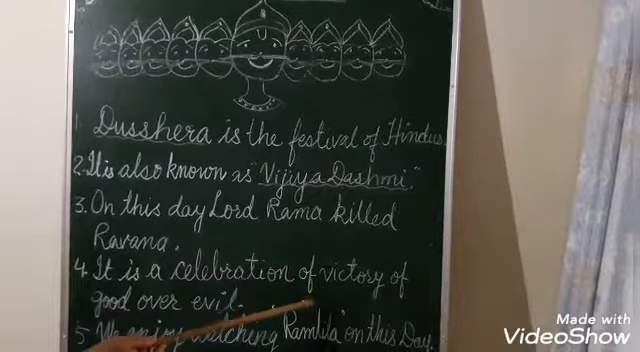 1. Dusshera is the festival of Hindus.
2. It is also known as "Vijiya Dashmi."
3. On this day Lord Rama killed
Ravana.
4. It is a celebration of victory of
good over evil.
5 We enjoy watching "Ramlila" on this Day.
Made with
VideoShow